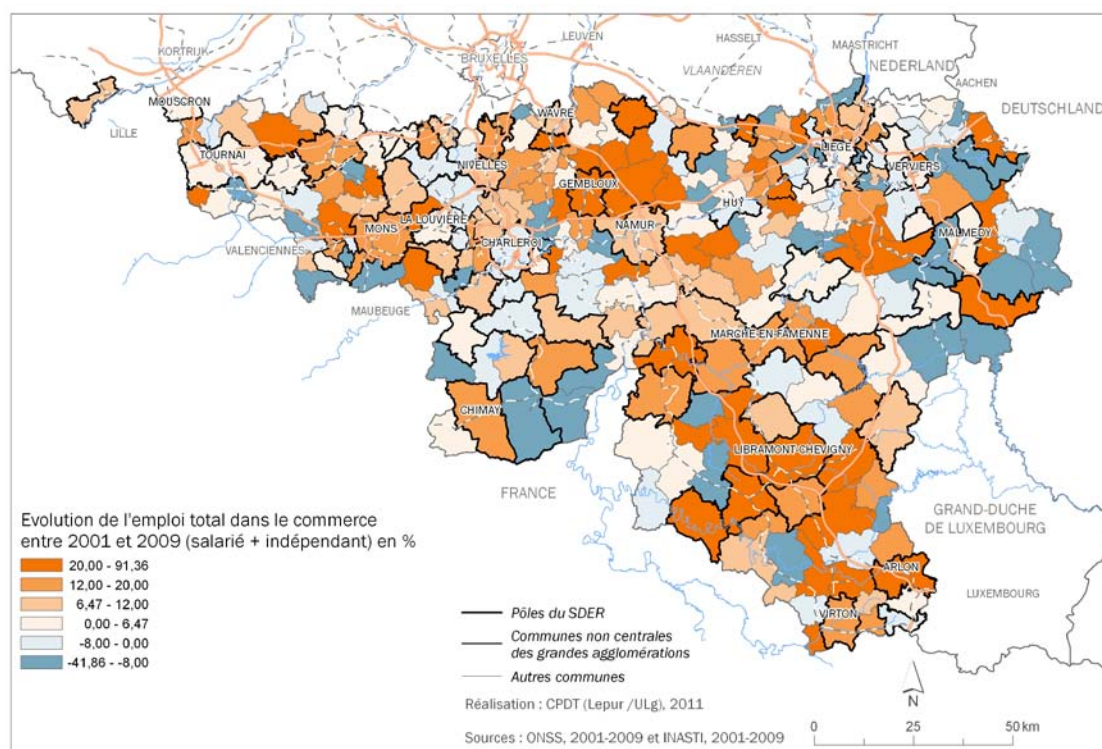 KORTRIJK
LEUVEN
HASSELT
MAASTRICHT
BRUXELLES
VLAANDEREN
NEDERLAND
AACHEN
DEUTSCHLAND
MOUSCRON
LILLE
WAVRE
TOURNAI
LIEGE
NIVELLES
VERVIERS
GEMBLOUX
HUY
LA LOUVIÈRE
MONS
NAMUR
MALMEDY
CHARLEROI
VALENCIENNES
MAUBEUGE
MARCHE-EN-FAMENNE
CHIMAY
LIBRAMONT-CHEVIGNY
FRANCE
GRAND-DUCHE
DE LUXEMBOURG
ARLON
LUXEMBOURG
VIRTON
Evolution de l'emploi total dans le commerce
entre 2001 et 2009 (salarié + indépendant) en %
20,00 - 91,36
12,00 - 20,00
6,47 - 12,00
0,00 - 6,47
-8,00 - 0,00
-41,86 - -8,00
Pôles du SDER
Communes non centrales
des grandes agglomérations
Autres communes
Réalisation : CPDT (Lepur /ULg), 2011
Sources : ONSS, 2001-2009 et INASTI, 2001-2009
N
0 25 50 km